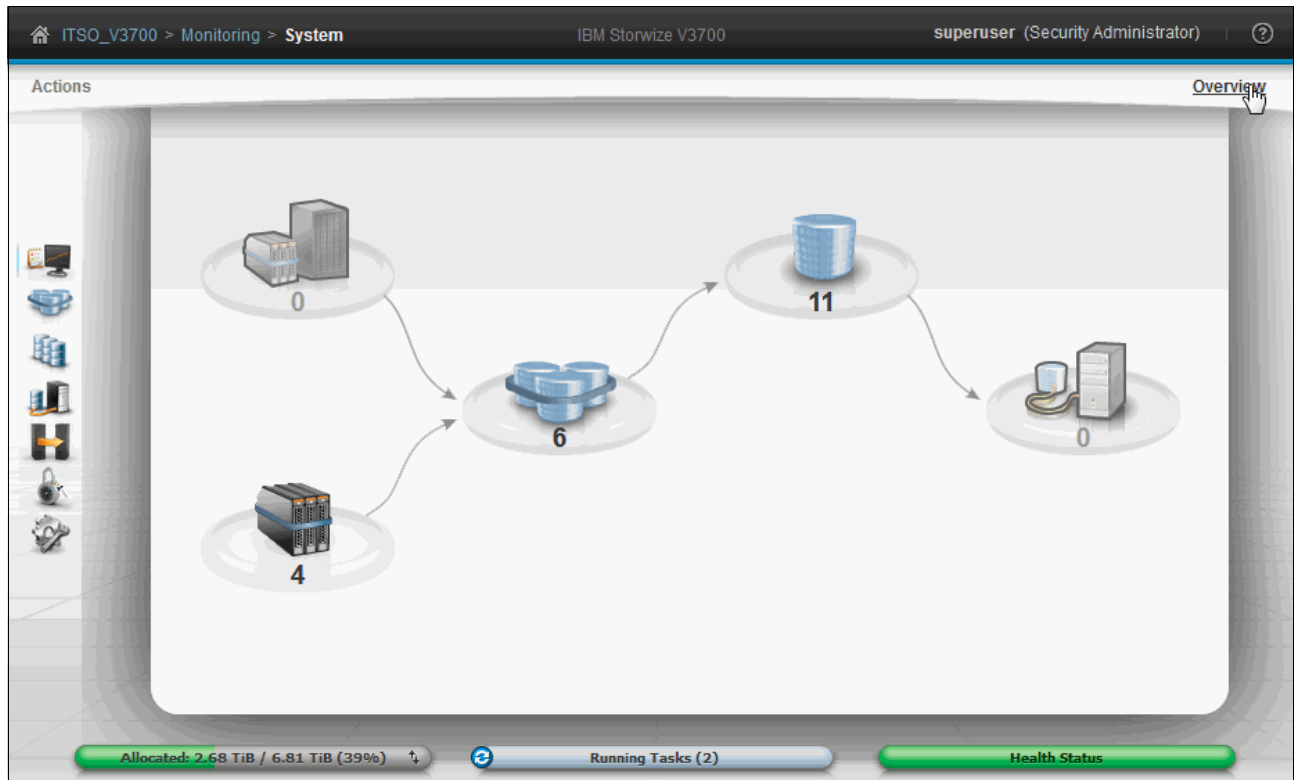 ITSO_V3700 > Monitoring > System
IBM Storwize V3700
superuser (Security Administrator)
?
Actions
Overview
0
11
6
0
4
Allocated: 2.68 TiB / 6.81 TiB (39%)
Running Tasks (2)
Health Status